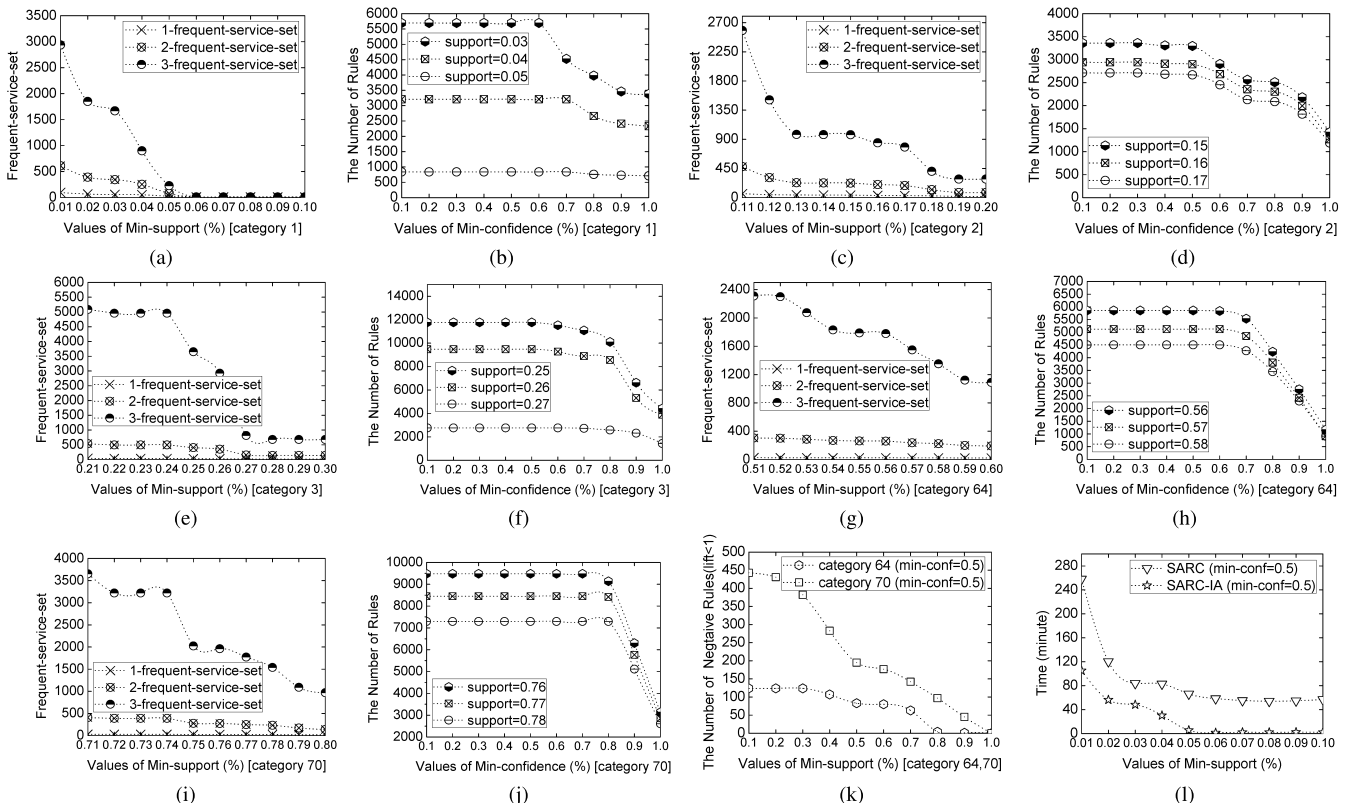 3500
3000
2500
2000
1500
1000
500
0
Frequent-service-set
1-frequent-service-set
2-frequent-service-set
3-frequent-service-set
0.01 0.02 0.03 0.04 0.05 0.06 0.07 0.08 0.09 0.10
Values of Min-support (%) [category 1]
(a)
6000
5500
5000
4500
4000
3500
3000
2500
2000
1500
1000
500
The Number of Rules
support=0.03
support=0.04
support=0.05
0.1 0.2 0.3 0.4 0.5 0.6 0.7 0.8 0.9 1.0
Values of Min-confidence (%) [category 1]
(b)
2700
2250
1800
1350
900
450
0
Frequent-service-set
1-frequent-service-set
2-frequent-service-set
3-frequent-service-set
0.11 0.12 0.13 0.14 0.15 0.16 0.17 0.18 0.19 0.20
Values of Min-support (%) [category 2]
(c)
4000
3500
3000
2500
2000
1500
1000
500
0
The Number of Rules
support=0.15
support=0.16
support=0.17
0.1 0.2 0.3 0.4 0.5 0.6 0.7 0.8 0.9 1.0
Values of Min-confidence (%) [category 2]
(d)
6000
5500
5000
4500
4000
3500
3000
2500
2000
1500
1000
500
0
Frequent-service-set
1-frequent-service-set
2-frequent-service-set
3-frequent-service-set
0.21 0.22 0.23 0.24 0.25 0.26 0.27 0.28 0.29 0.30
Values of Min-support (%) [category 3]
(e)
14000
12000
10000
8000
6000
4000
2000
The Number of Rules
support=0.25
support=0.26
support=0.27
0.1 0.2 0.3 0.4 0.5 0.6 0.7 0.8 0.9 1.0
Values of Min-confidence (%) [category 3]
(f)
2400
2000
1600
1200
800
400
0
Frequent-service-set
1-frequent-service-set
2-frequent-service-set
3-frequent-service-set
0.51 0.52 0.53 0.54 0.55 0.56 0.57 0.58 0.59 0.60
Values of Min-support (%) [category 64]
(g)
7000
6500
6000
5500
5000
4500
4000
3500
3000
2500
2000
1500
1000
500
0
The Number of Rules
support=0.56
support=0.57
support=0.58
0.1 0.2 0.3 0.4 0.5 0.6 0.7 0.8 0.9 1.0
Values of Min-confidence (%) [category 64]
(h)
4000
3500
3000
2500
2000
1500
1000
500
0
Frequent-service-set
1-frequent-service-set
2-frequent-service-set
3-frequent-service-set
0.71 0.72 0.73 0.74 0.75 0.76 0.77 0.78 0.79 0.80
Values of Min-support (%) [category 70]
(i)
10000
9000
8000
7000
6000
5000
4000
3000
2000
The Number of Rules
support=0.76
support=0.77
support=0.78
0.1 0.2 0.3 0.4 0.5 0.6 0.7 0.8 0.9 1.0
Values of Min-confidence (%) [category 70]
(j)
500
450
400
350
300
250
200
150
100
50
0
The Number of Negtaive Rules(lift<1)
category 64 (min-conf=0.5)
category 70 (min-conf=0.5)
0.1 0.2 0.3 0.4 0.5 0.6 0.7 0.8 0.9 1.0
Values of Min-support (%) [category 64,70]
(k)
280
240
200
160
120
80
40
0
Time (minute)
SARC (min-conf=0.5)
SARC-IA (min-conf=0.5)
0.01 0.02 0.03 0.04 0.05 0.06 0.07 0.08 0.09 0.10
Values of Min-support (%)
(l)